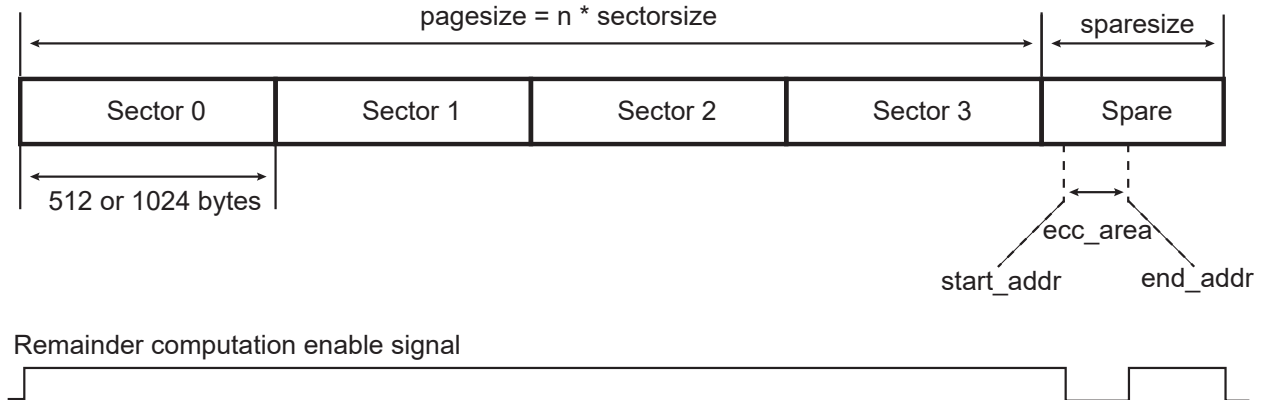 pagesize = n * sectorsize
sparesize
Sector 0
Sector 1
Sector 2
Sector 3
Spare
512 or 1024 bytes
ecc_area
start_addr
end_addr
Remainder computation enable signal